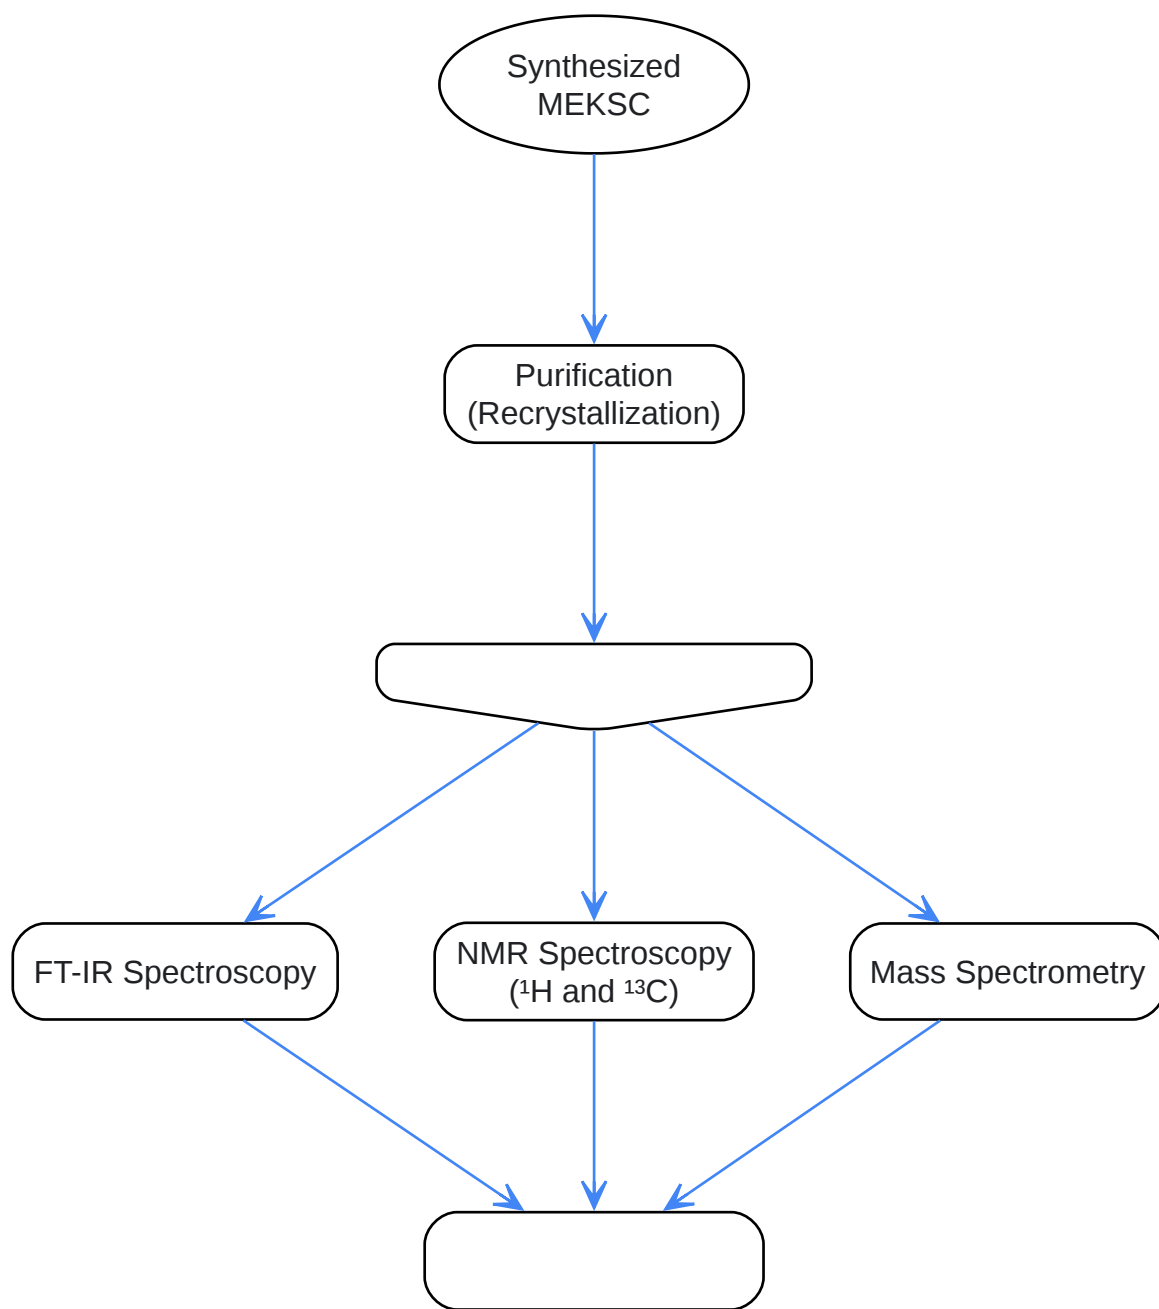 Synthesized
MEKSC
Purification
(Recrystallization)
FT-IR Spectroscopy
NMR Spectroscopy
(¹H and ¹³C)
Mass Spectrometry